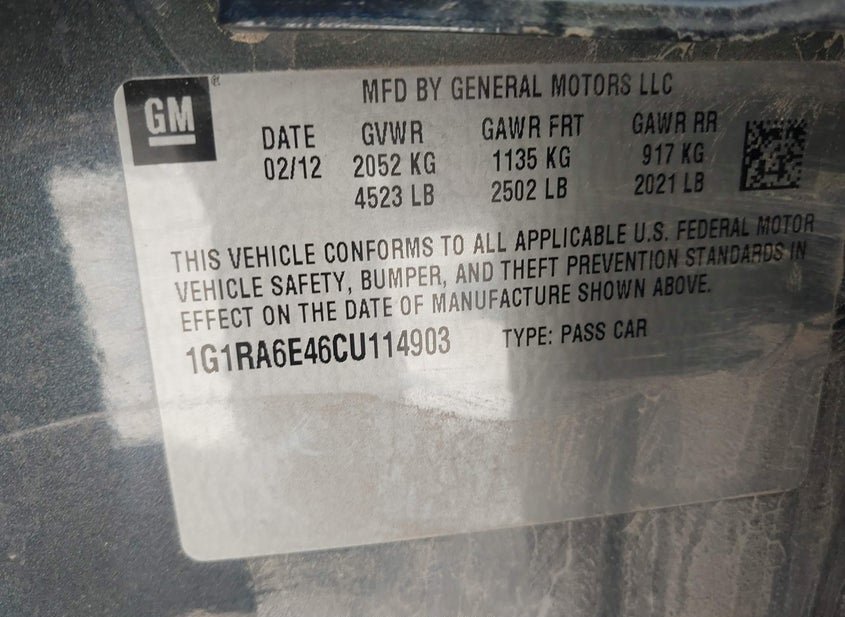 GM
MFD BY GENERAL MOTORS LLC
DATE GVWR GAWR FRT GAWR RR
02/12 2052 KG 1135 KG 917 KG
4523 LB 2502 LB 2021 LB
THIS VEHICLE CONFORMS TO ALL APPLICABLE U.S. FEDERAL MOTOR
VEHICLE SAFETY, BUMPER, AND THEFT PREVENTION STANDARDS IN
EFFECT ON THE DATE OF MANUFACTURE SHOWN ABOVE.
1G1RA6E46CU114903 TYPE: PASS CAR